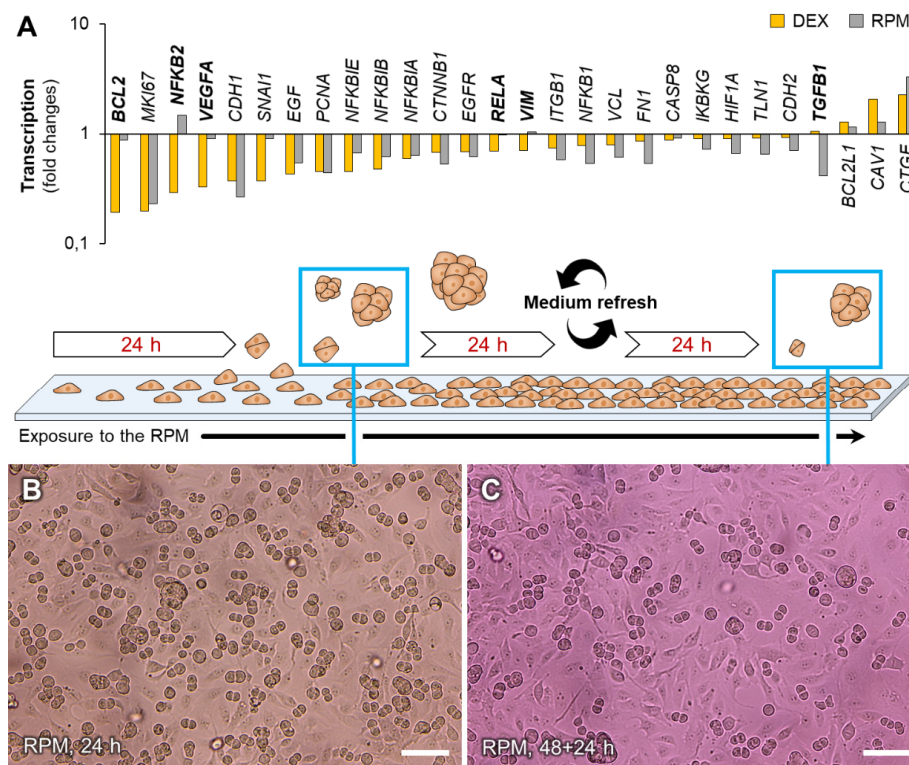 A
10
DEX
RPM
Transcription
(fold changes)
1
0,1
BCL2
MKI67
NFKB2
VEGFA
CDH1
SNAI1
EGF
PCNA
NFKBIE
NFKBIB
NFKBIA
CTNNB1
EGFR
RELA
VIM
ITGB1
NFKB1
VCL
FN1
CASP8
IKBKG
HIF1A
TLN1
CDH2
TGFB1
BCL2L1
CAV1
CTGF
Medium refresh
24 h
24 h
24 h
Exposure to the RPM
B
RPM, 24 h
C
RPM, 48+24 h